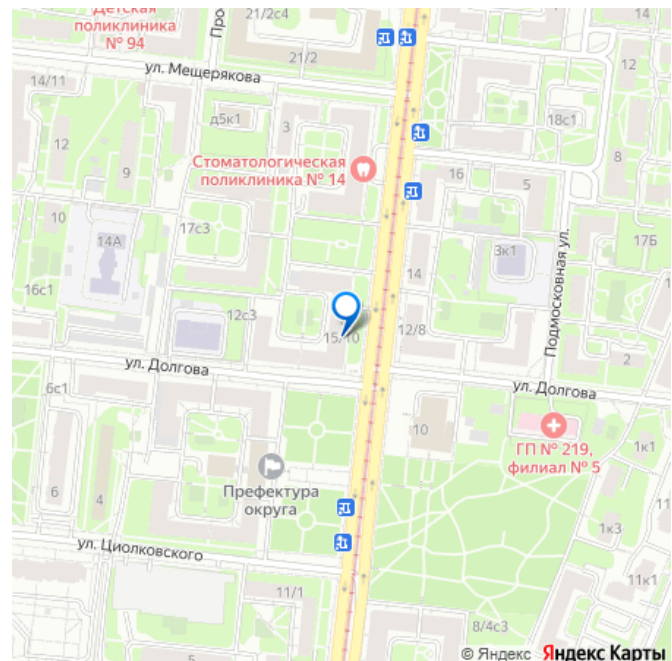 Детская
поликлиника
№ 94
21/2с4
21/2
ул. Мещерякова
14/11
д5к1
3
12
9
Стоматологическая
поликлиника № 14
18с1
12
14
8
16
5
10
14А
17с3
3к1
17Б
Подмосковная ул.
16с1
12с3
14
15/10
12/8
2
ул. Долгова
ул. Долгова
6с1
10
ГП № 219,
филиал № 5
Префектура
округа
6
4
1к3
ул. Циолковского
11/1
11к1
5
8/4с3
© Яндекс Яндекс Карты